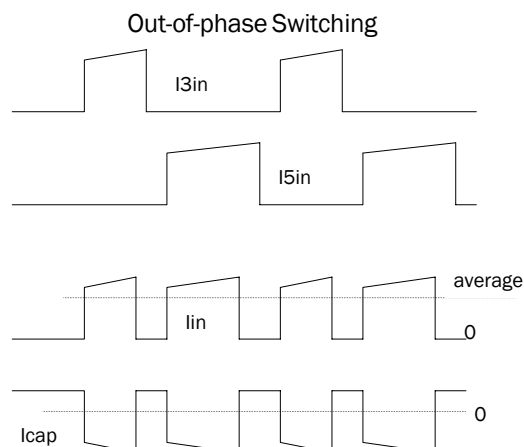 Out-of-phase Switching
I3in
I5in
average
Iin
0
0
Icap